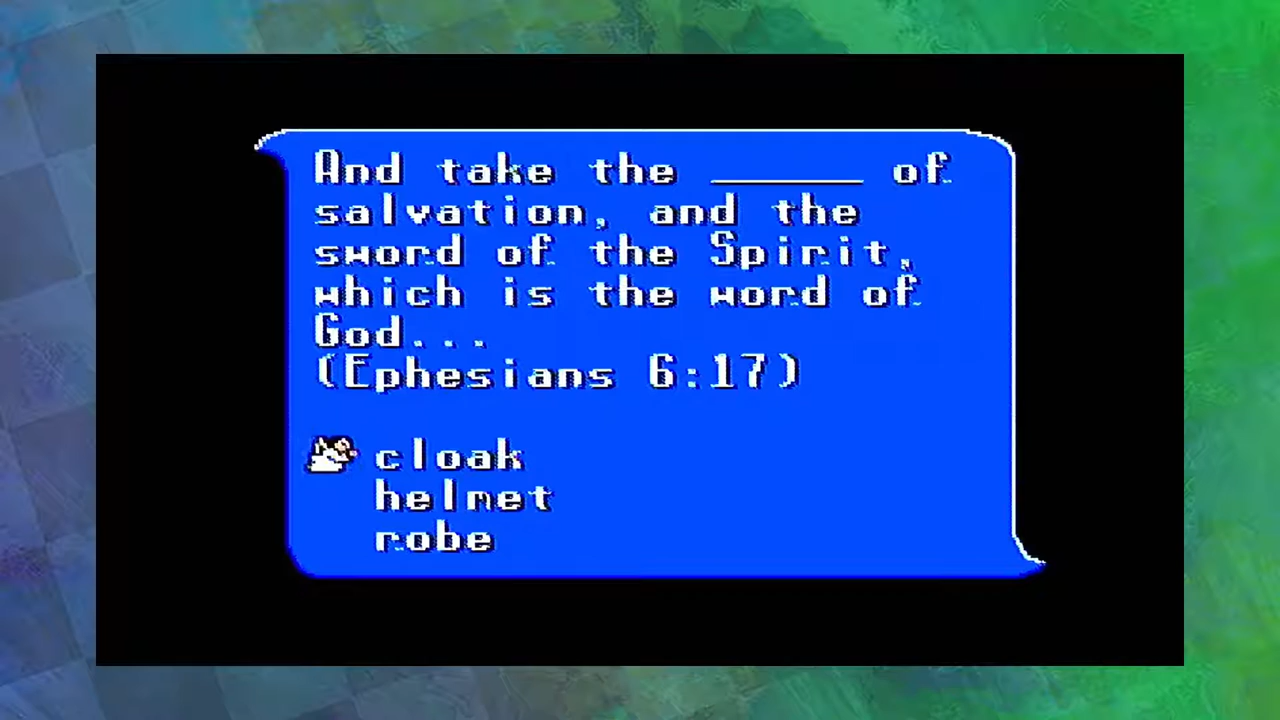 And take the _____ of
salvation, and the
sword of the Spirit,
which is the word of
God...
(Ephesians 6:17)
cloak
helmet
robe